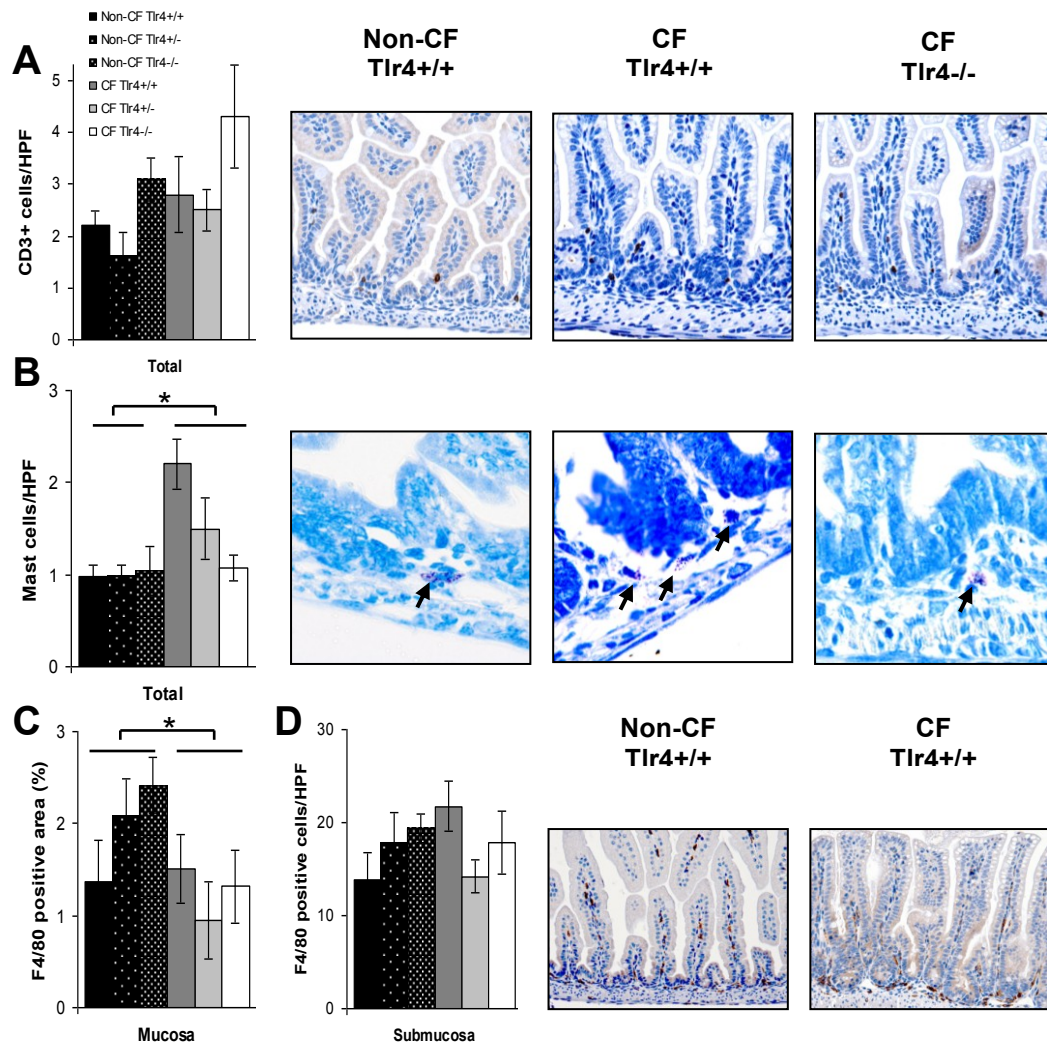 Non-CF Tlr4+/+
Non-CF Tlr4+/-
Non-CF Tlr4-/-
CF Tlr4+/+
CF Tlr4+/-
CF Tlr4-/-
A
5
4
3
2
1
0
CD3+ cells/HPF
Total
Non-CF
Tlr4+/+
CF
Tlr4+/+
CF
Tlr4-/-
B
3
2
1
0
Mast cells/HPF
*
Total
C
3
2
1
0
F4/80 positive area (%)
*
Mucosa
D
30
20
10
0
F4/80 positive cells/HPF
Submucosa
Non-CF
Tlr4+/+
CF
Tlr4+/+